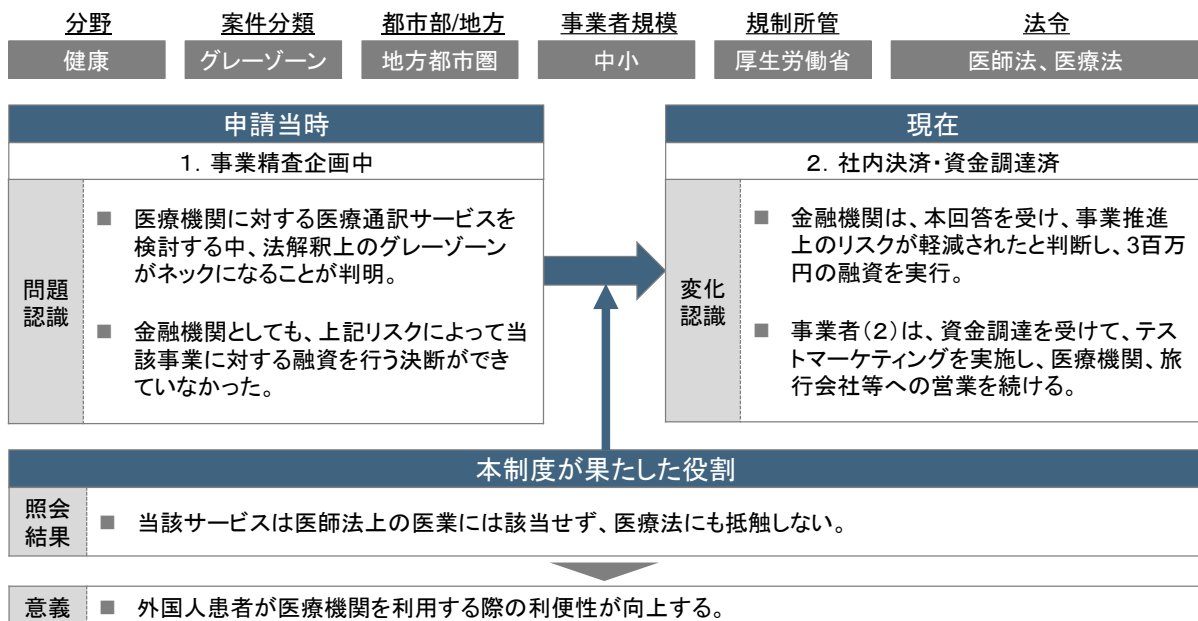 分野 案件分類 都市部/地方 事業者規模 規制所管 法令
健康 グレーゾーン 地方都市圏 中小 厚生労働省 医師法、医療法
申請当時
1. 事業精査企画中
問題
認識
■ 医療機関に対する医療通訳サービスを
検討する中、法解釈上のグレーゾーン
がネックになることが判明。
■ 金融機関としても、上記リスクによって当
該事業に対する融資を行う決断ができ
ていなかった。
現在
2. 社内決済・資金調達済
変化
認識
■ 金融機関は、本回答を受け、事業推進
上のリスクが軽減されたと判断し、3百万
円の融資を実行。
■ 事業者(2)は、資金調達を受けて、テス
トマーケティングを実施し、医療機関、旅
行会社等への営業を続ける。
本制度が果たした役割
照会
結果
■ 当該サービスは医師法上の医業には該当せず、医療法にも抵触しない。
意義 ■ 外国人患者が医療機関を利用する際の利便性が向上する。